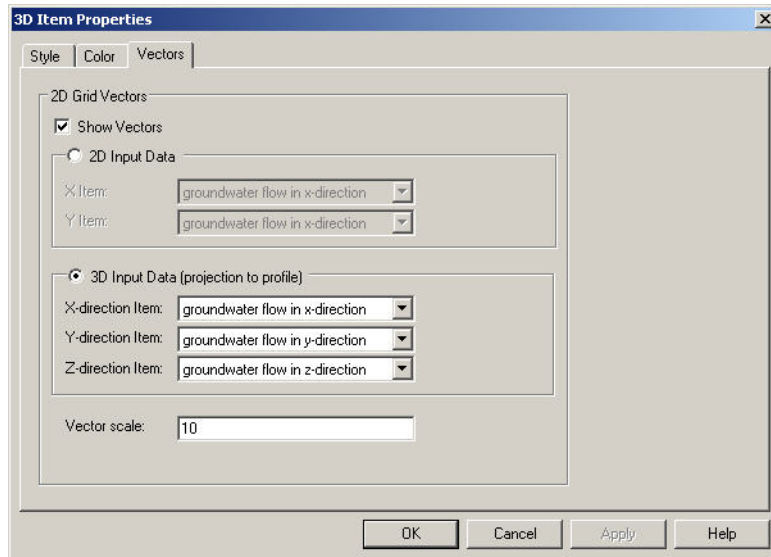 3D Item Properties
Style Color Vectors
2D Grid Vectors
Show Vectors
2D Input Data
X Item: groundwater flow in x-direction
Y Item: groundwater flow in x-direction
3D Input Data (projection to profile)
X-direction Item: groundwater flow in x-direction
Y-direction Item: groundwater flow in y-direction
Z-direction Item: groundwater flow in z-direction
Vector scale: 10
OK Cancel Apply Help